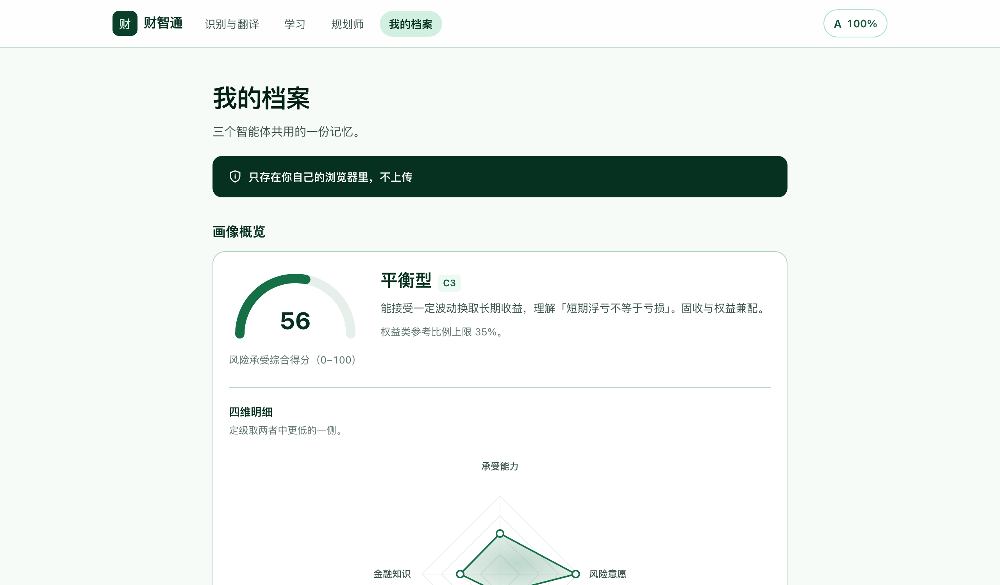 财 财智通 识别与翻译 学习 规划师 我的档案 A 100%
我的档案
三个智能体共用的一份记忆。
只存在你自己的浏览器里，不上传
画像概览
平衡型 C3
能接受一定波动换取长期收益，理解「短期浮亏不等于亏损」。固收与权益兼配。
权益类参考比例上限 35%。
56
风险承受综合得分（0–100）
四维明细
定级取两者中更低的一侧。
承受能力
金融知识
风险意愿